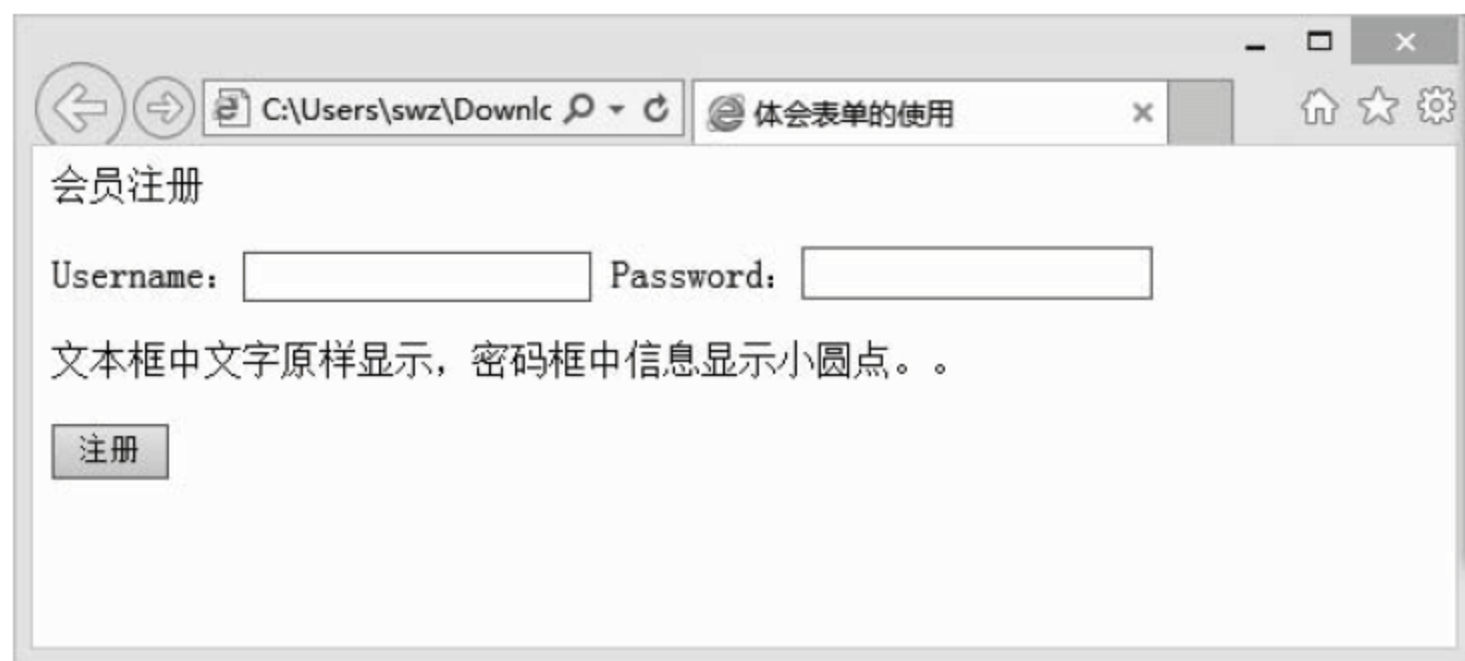 C:\Users\swz\Downlc
体会表单的使用
会员注册
Username： Password：
文本框中文字原样显示，密码框中信息显示小圆点。。
注册